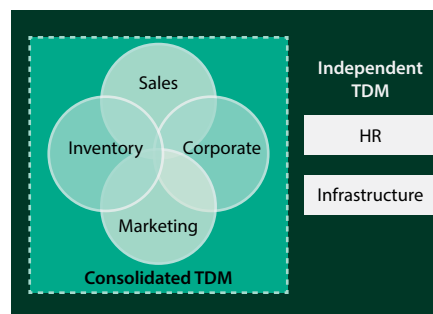 Sales
Inventory
Corporate
Marketing
Consolidated TDM
Independent
TDM
HR
Infrastructure